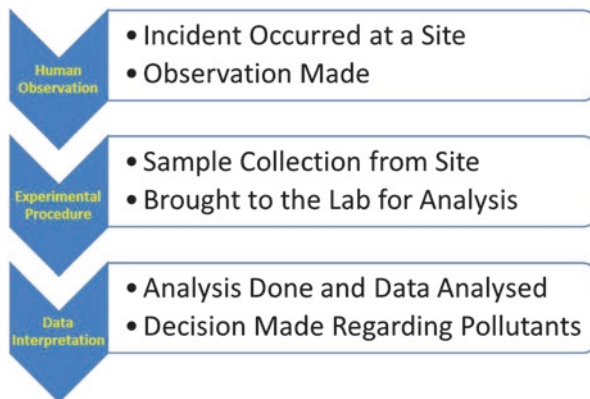 Human
Observation
• Incident Occurred at a Site
• Observation Made
Experimental
Procedure
• Sample Collection from Site
• Brought to the Lab for Analysis
Data
Interpretation
• Analysis Done and Data Analysed
• Decision Made Regarding Pollutants